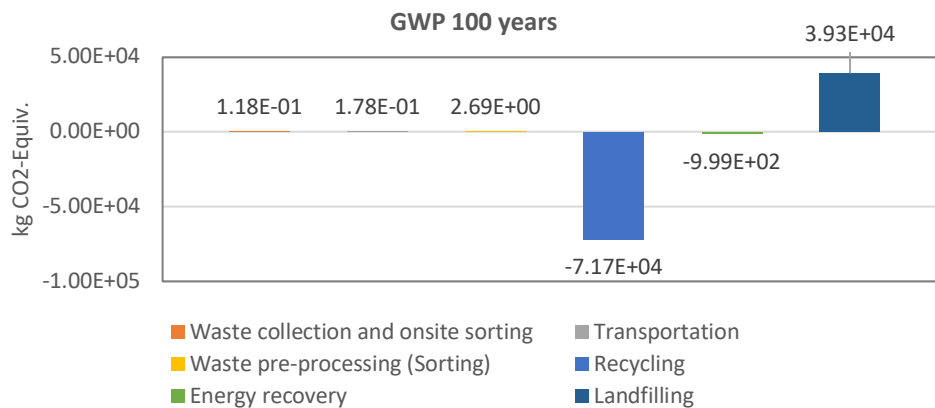 GWP 100 years
3.93E+04
5.00E+04
1.18E-01 1.78E-01 2.69E+00
0.00E+00
-9.99E+02
-5.00E+04
-7.17E+04
-1.00E+05
kg CO2-Equiv.
Waste collection and onsite sorting Transportation
Waste pre-processing (Sorting) Recycling
Energy recovery Landfilling